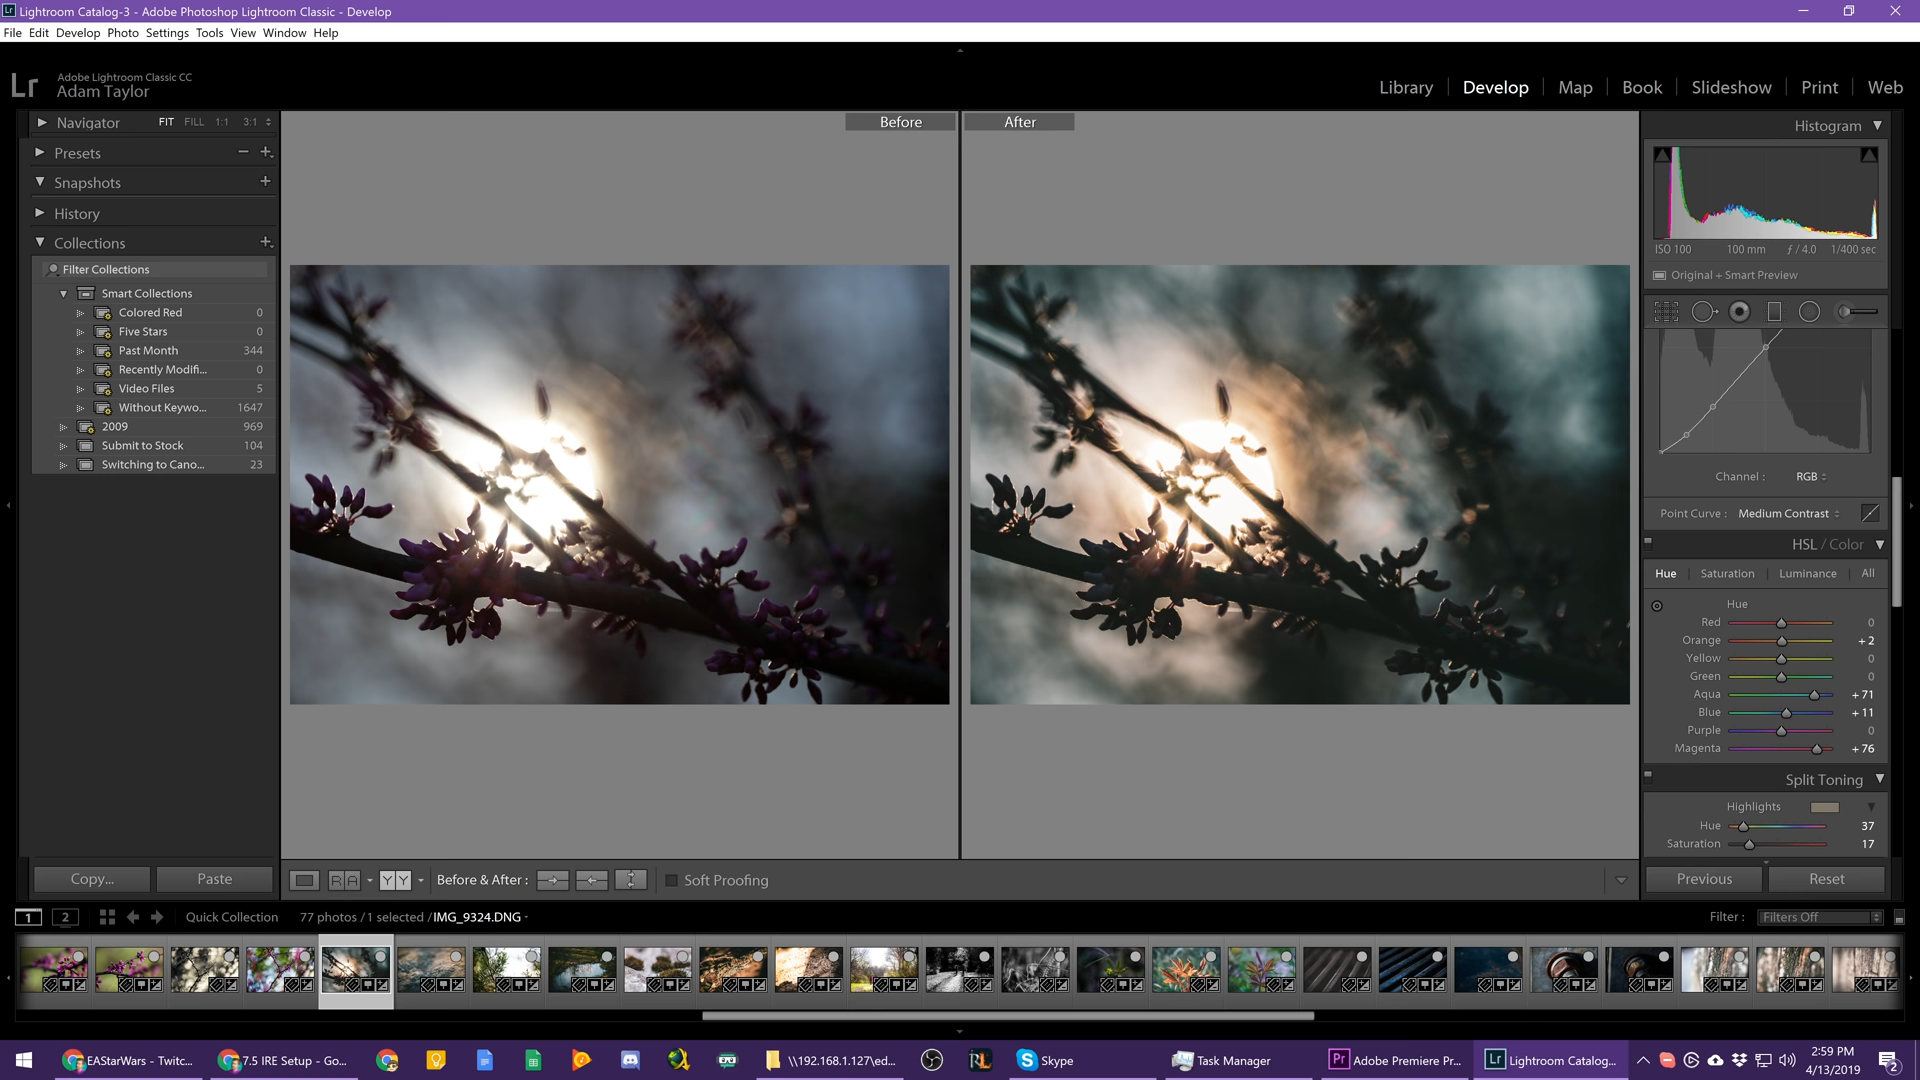 Lightroom Catalog-3 - Adobe Photoshop Lightroom Classic - Develop
File Edit Develop Photo Settings Tools View Window Help
Lr
Adobe Lightroom Classic CC
Adam Taylor
Library | Develop | Map | Book | Slideshow | Print | Web
Navigator FIT FILL 1:1 3:1
Presets
Snapshots
History
Collections
Filter Collections
Smart Collections
Colored Red 0
Five Stars 0
Past Month 344
Recently Modifi... 0
Video Files 5
Without Keywo... 1647
2009 969
Submit to Stock 104
Switching to Cano... 23
Copy... Paste
Before After
Histogram
ISO 100 100 mm ƒ / 4.0 1/400 sec
Original + Smart Preview
Channel : RGB
Point Curve : Medium Contrast
HSL / Color
Hue Saturation Luminance All
Hue
Red 0
Orange + 2
Yellow 0
Green 0
Aqua + 71
Blue + 11
Purple 0
Magenta + 76
Split Toning
Highlights
Hue 37
Saturation 17
Previous Reset
R A Y Y Before & After : Soft Proofing
1 2 Quick Collection 77 photos / 1 selected / IMG_9324.DNG
Filter : Filters Off
EAStarWars - Twitc... 7.5 IRE Setup - Go... \\192.168.1.127\ed... Skype Task Manager Pr Adobe Premiere Pr... Lr Lightroom Catalog...
2:59 PM
4/13/2019
2